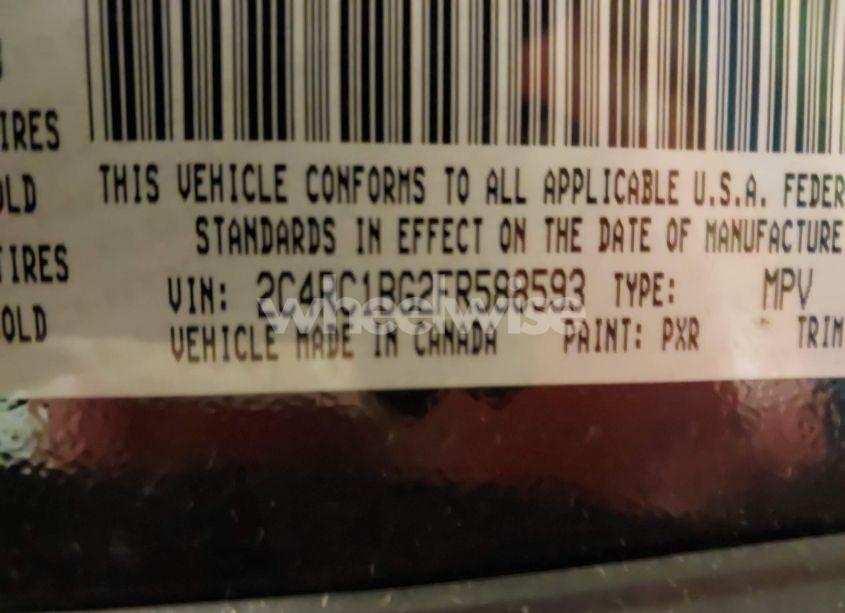 IRES
OLD
TIRES
OLD
THIS VEHICLE CONFORMS TO ALL APPLICABLE U.S.A. FEDER
STANDARDS IN EFFECT ON THE DATE OF MANUFACTURE
VIN: 2C4RC1BG2FR588593 TYPE: MPV
VEHICLE MADE IN CANADA PAINT: PXR TRIM
wheelwise